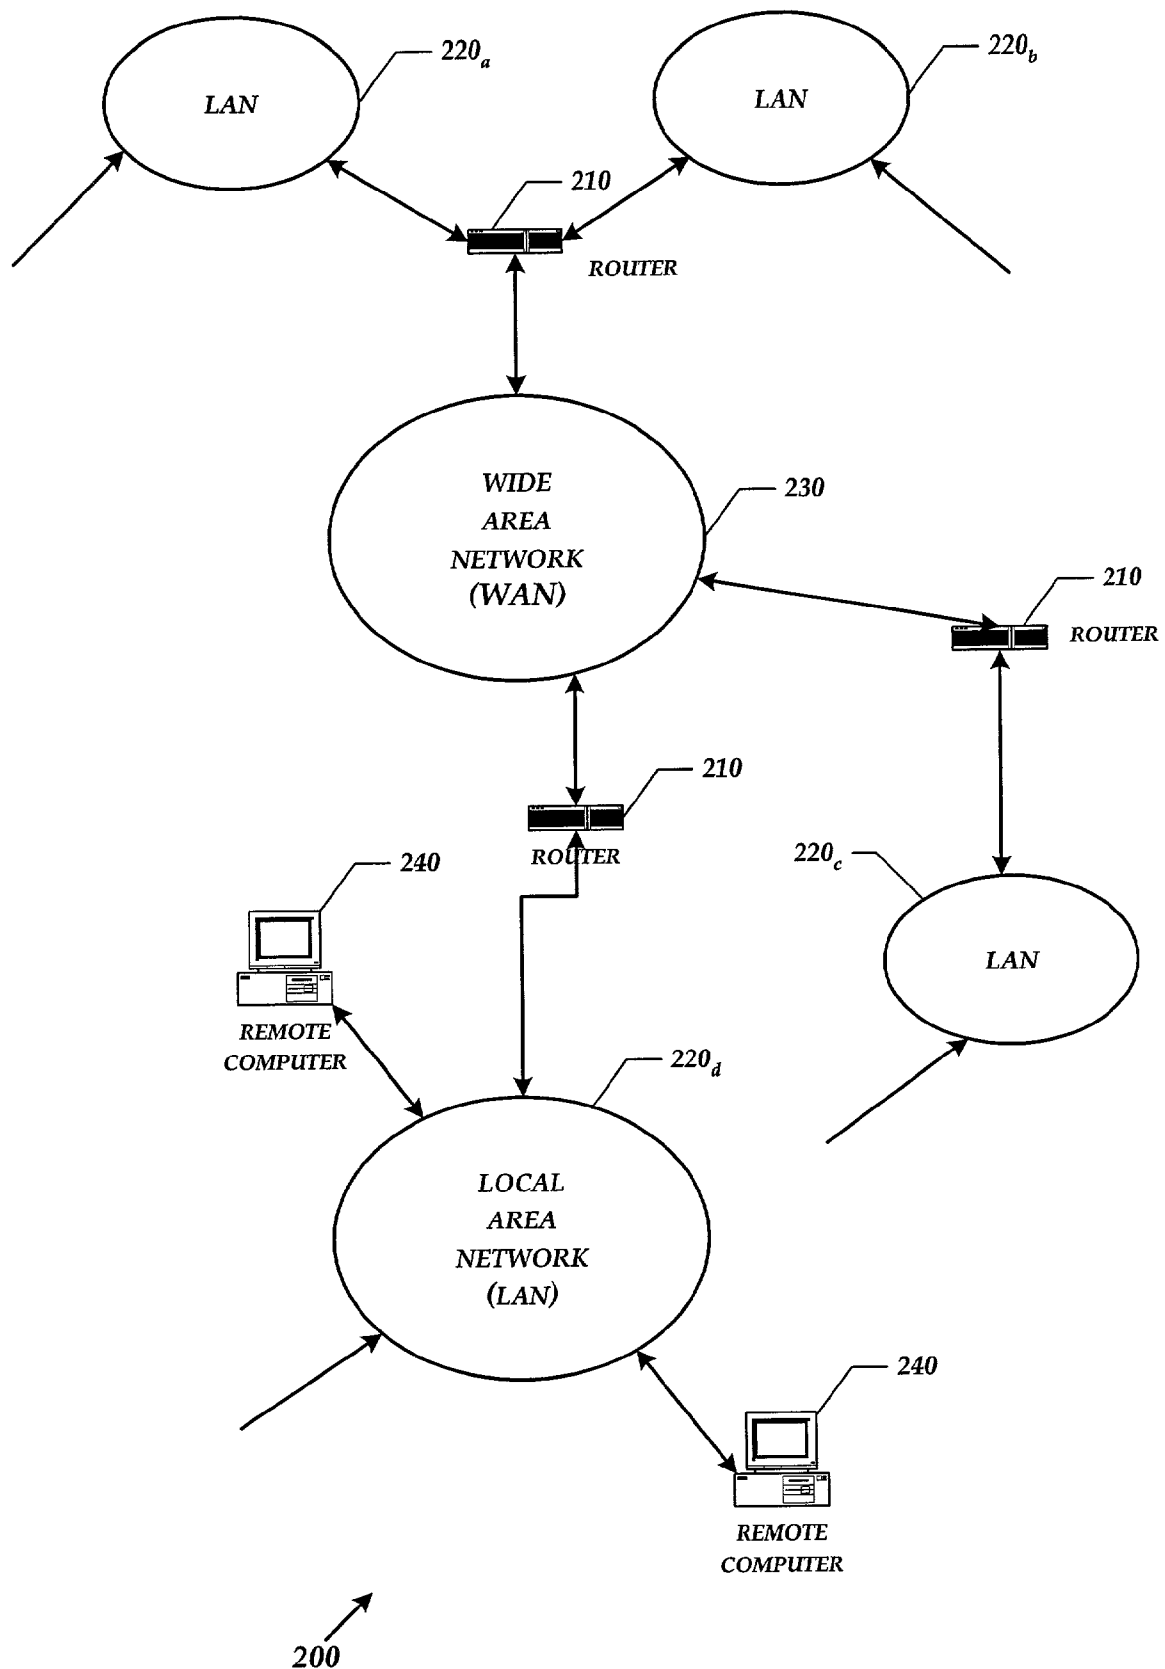 220a
220b
LAN
LAN
210
ROUTER
WIDE
AREA
NETWORK
(WAN)
230
210
ROUTER
210
ROUTER
240
220c
LAN
REMOTE
COMPUTER
220d
LOCAL
AREA
NETWORK
(LAN)
240
REMOTE
COMPUTER
200